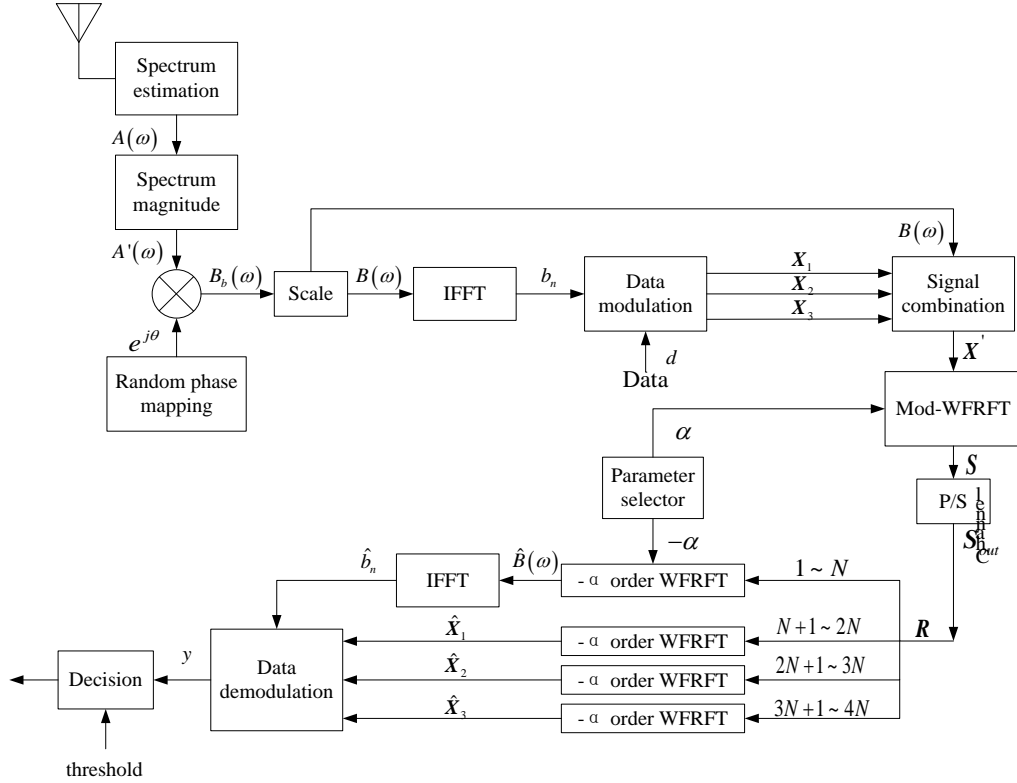 Spectrum
estimation
A(ω)
Spectrum
magnitude
A'(ω)
B_b(ω)
Scale
B(ω)
IFFT
b_n
Data
modulation
X_1
X_2
X_3
B(ω)
Signal
combination
e^{jθ}
Random phase
mapping
d
Data
X'
Mod-WFRFT
α
Parameter
selector
-α
S
P/S
Channel
S_out
b̂_n
IFFT
B̂(ω)
- α order WFRFT
1 ~ N
X̂_1
- α order WFRFT
N+1 ~ 2N
R
y
Decision
Data
demodulation
X̂_2
- α order WFRFT
2N+1 ~ 3N
X̂_3
- α order WFRFT
3N+1 ~ 4N
threshold